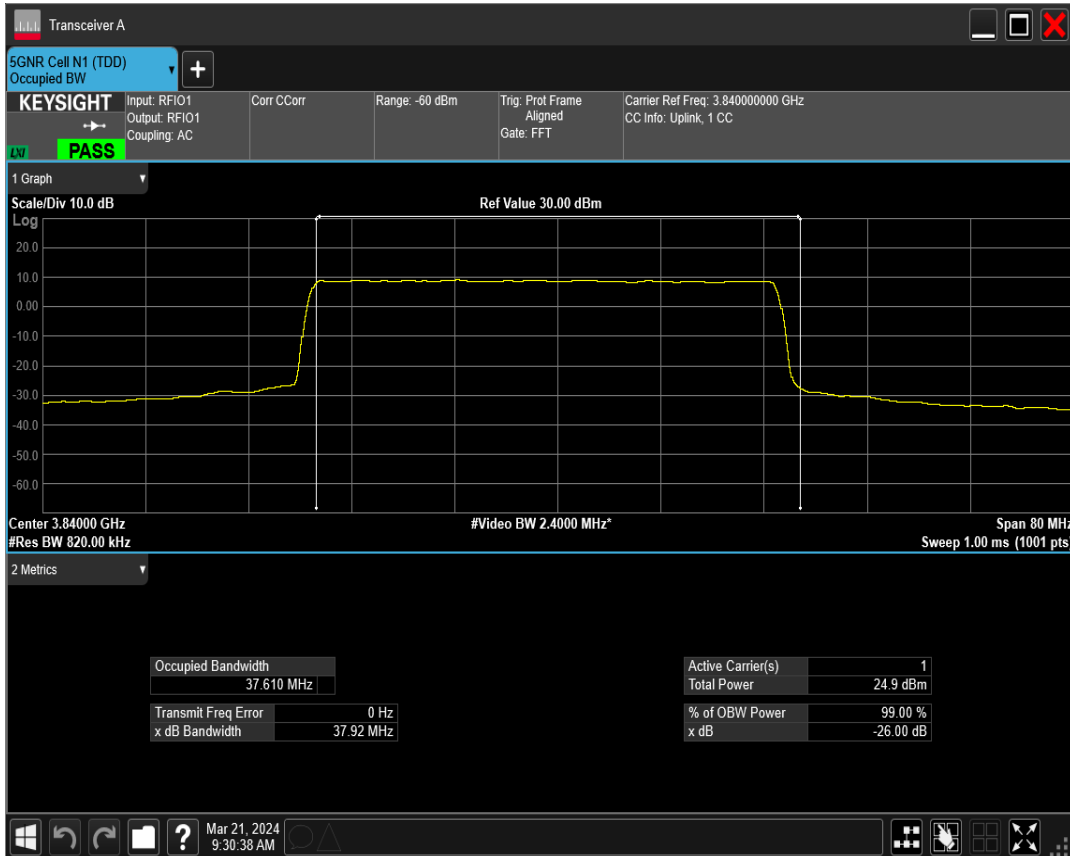 Transceiver A
5GNR Cell N1 (TDD)
Occupied BW
+
KEYSIGHT
LXI
PASS
Input: RFIO1
Output: RFIO1
Coupling: AC
Corr CCorr
Range: -60 dBm
Trig: Prot Frame
Aligned
Gate: FFT
Carrier Ref Freq: 3.840000000 GHz
CC Info: Uplink, 1 CC
1 Graph
Scale/Div 10.0 dB
Ref Value 30.00 dBm
Log
20.0
10.0
0.00
-10.0
-20.0
-30.0
-40.0
-50.0
-60.0
Center 3.84000 GHz
#Video BW 2.4000 MHz*
Span 80 MHz
#Res BW 820.00 kHz
Sweep 1.00 ms (1001 pts)
2 Metrics
Occupied Bandwidth
37.610 MHz
Transmit Freq Error 0 Hz
x dB Bandwidth 37.92 MHz
Active Carrier(s) 1
Total Power 24.9 dBm
% of OBW Power 99.00 %
x dB -26.00 dB
?
Mar 21, 2024
9:30:38 AM